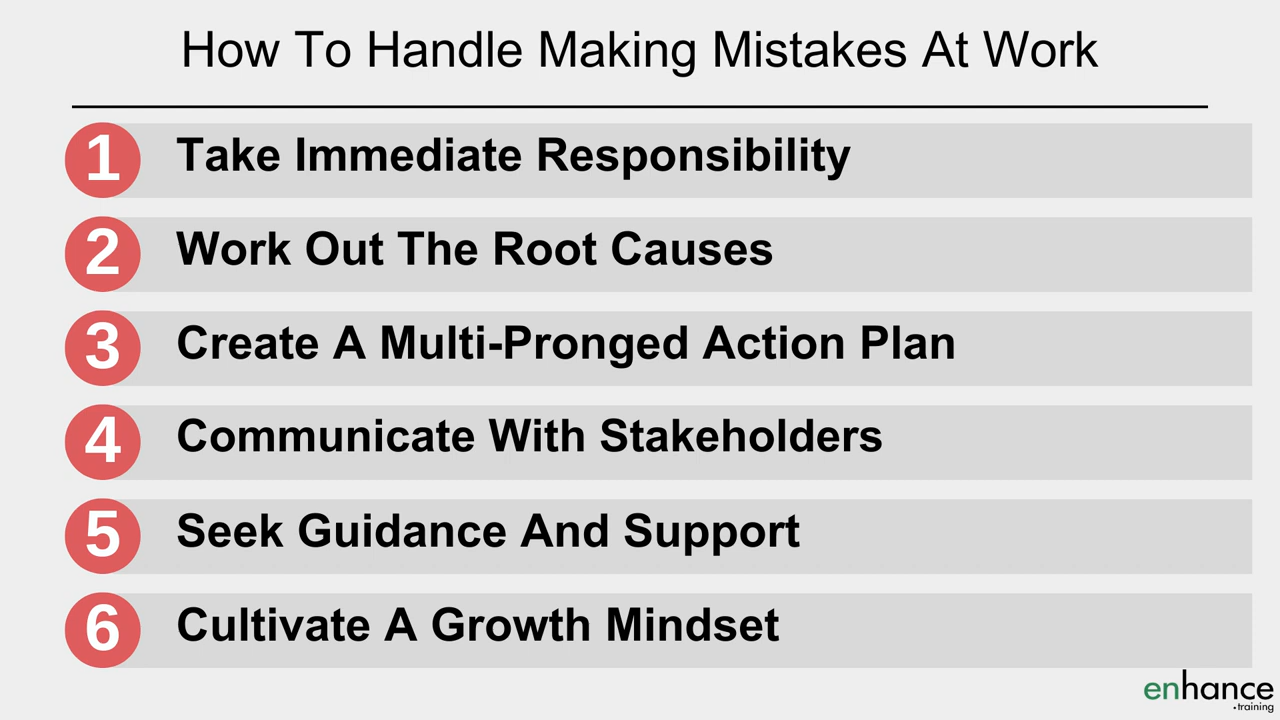 How To Handle Making Mistakes At Work
1 Take Immediate Responsibility
2 Work Out The Root Causes
3 Create A Multi-Pronged Action Plan
4 Communicate With Stakeholders
5 Seek Guidance And Support
6 Cultivate A Growth Mindset
enhance
.training